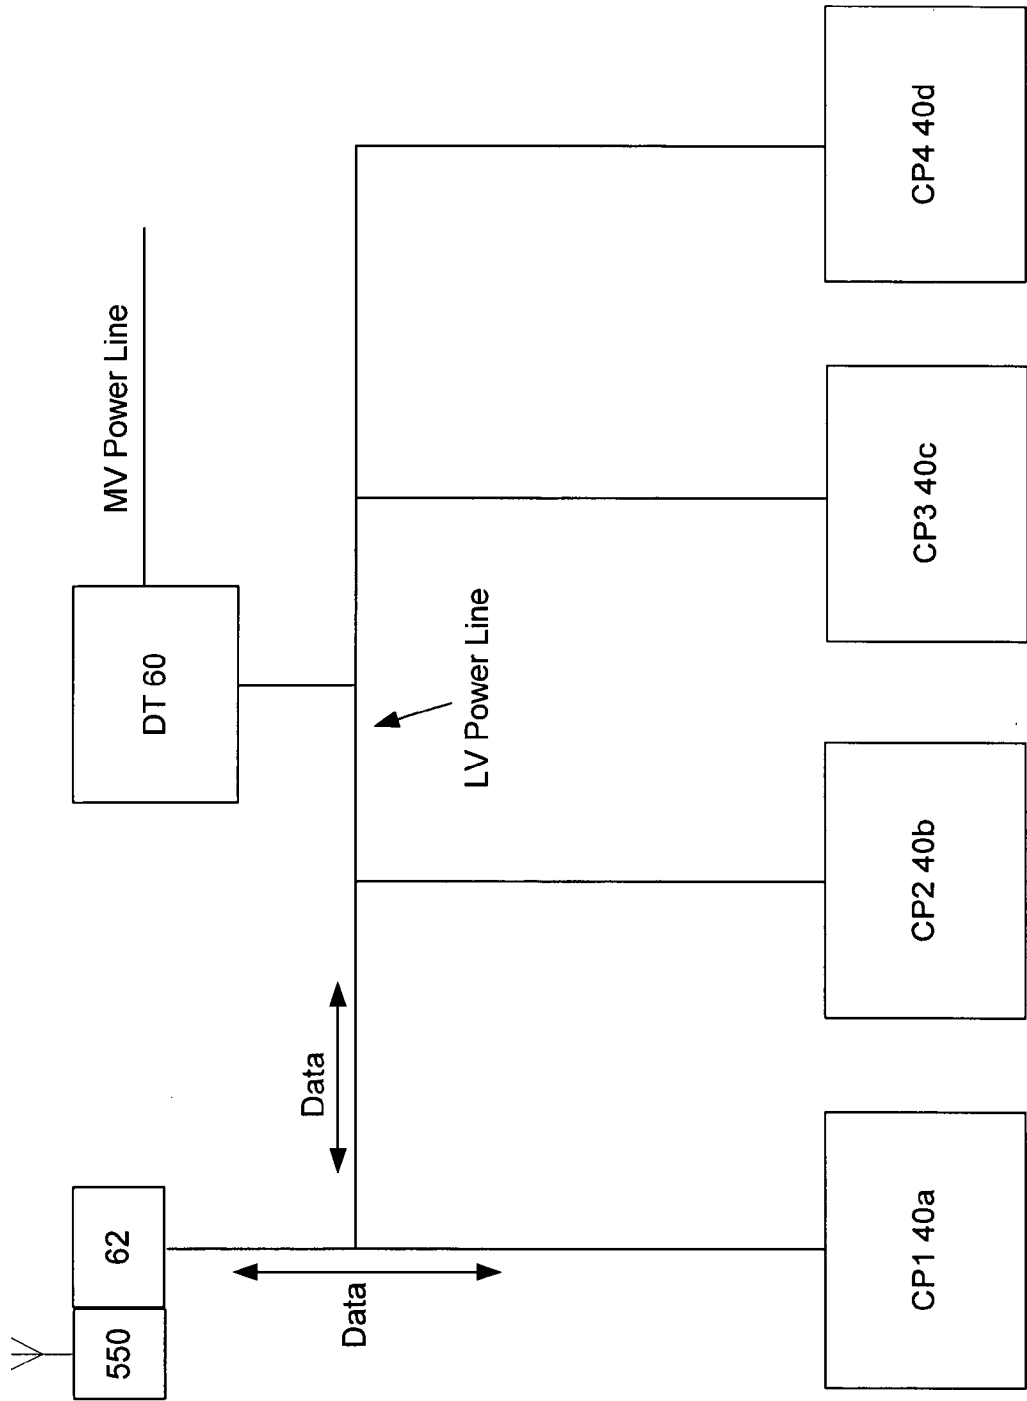 MV Power Line
DT 60
LV Power Line
Data
62
550
Data
CP1 40a
CP2 40b
CP3 40c
CP4 40d